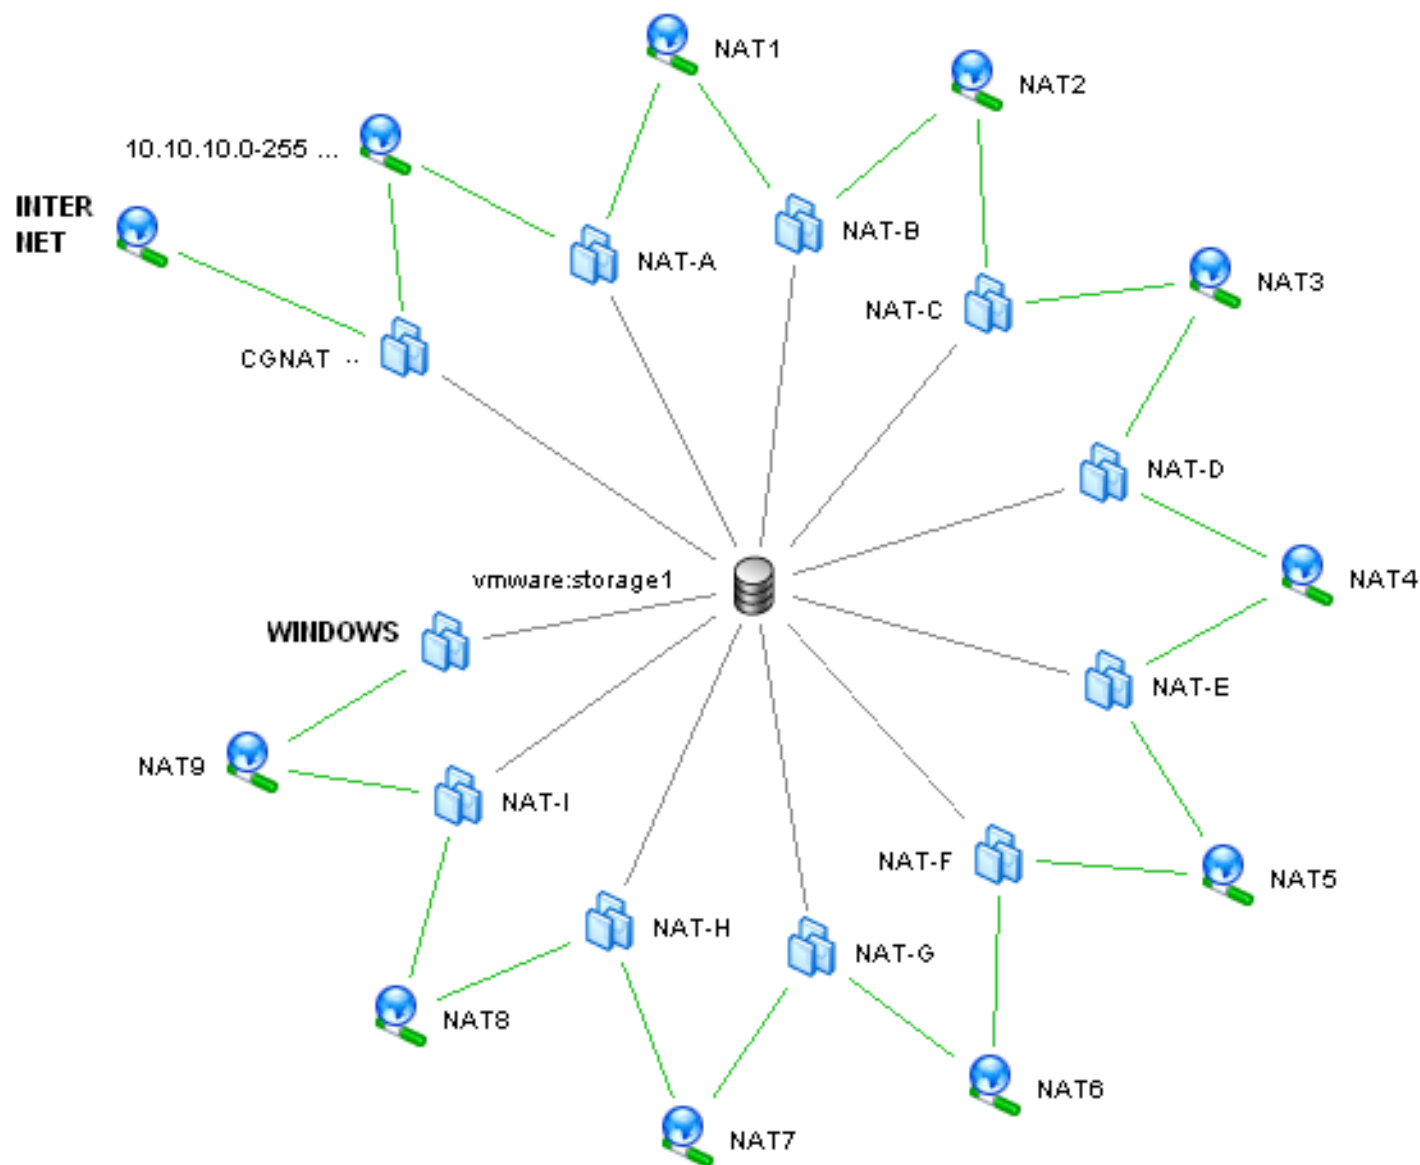 NAT1
NAT2
10.10.10.0-255 ...
INTER
NET
NAT-B
NAT-A
NAT3
NAT-C
CGNAT ..
NAT-D
vmware:storage1
NAT4
WINDOWS
NAT-E
NAT9
NAT-I
NAT-F
NAT5
NAT-H
NAT-G
NAT8
NAT6
NAT7